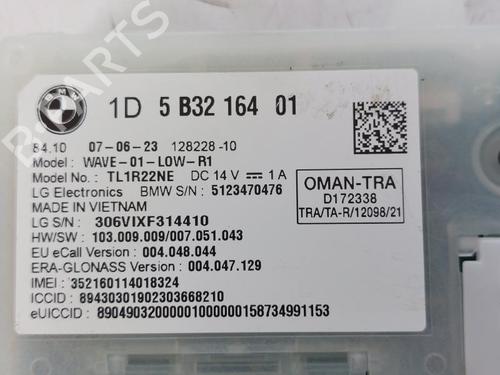 BMW
1D 5 B32 164 01
84.10 07-06-23 128228-10
Model: WAVE-01-LOW-R1
Model No.: TL1R22NE DC 14 V ⎓ 1 A
LG Electronics BMW S/N : 5123470476
MADE IN VIETNAM
LG S/N : 306VIXF314410
HW/SW : 103.009.009/007.051.043
EU eCall Version : 004.048.044
ERA-GLONASS Version : 004.047.129
IMEI : 352160114018324
ICCID : 89430301902303668210
eUICCID : 89049032000001000000158734991153
OMAN-TRA
D172338
TRA/TA-R/12098/21